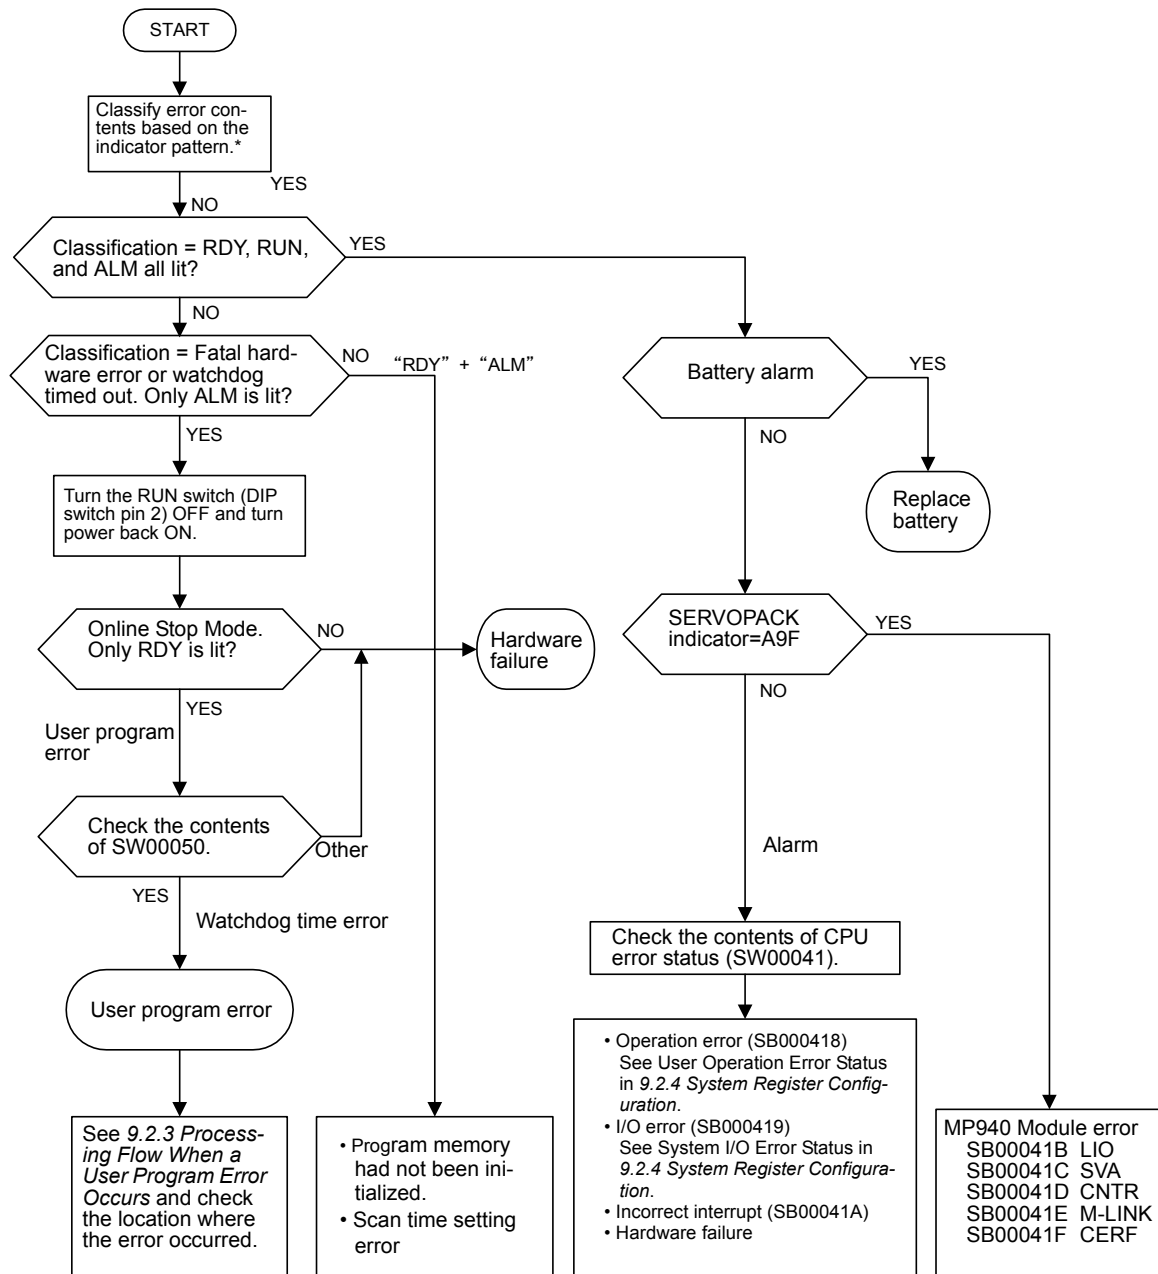 START
Classify error con-
tents based on the
indicator pattern.*
YES
NO
Classification = RDY, RUN,
and ALM all lit?
YES
NO
Classification = Fatal hard-
ware error or watchdog
timed out. Only ALM is lit?
NO “RDY” + “ALM”
YES
Battery alarm
YES
NO
Replace
battery
Turn the RUN switch (DIP
switch pin 2) OFF and turn
power back ON.
Online Stop Mode.
Only RDY is lit?
NO
Hardware
failure
YES
User program
error
SERVOPACK
indicator=A9F
YES
NO
Check the contents
of SW00050.
Other
YES
Watchdog time error
Alarm
Check the contents of CPU
error status (SW00041).
User program error
See 9.2.3 Process-
ing Flow When a
User Program Error
Occurs and check
the location where
the error occurred.
• Program memory
had not been ini-
tialized.
• Scan time setting
error
• Operation error (SB000418)
See User Operation Error Status
in 9.2.4 System Register Config-
uration.
• I/O error (SB000419)
See System I/O Error Status in
9.2.4 System Register Configura-
tion.
• Incorrect interrupt (SB00041A)
• Hardware failure
MP940 Module error
SB00041B LIO
SB00041C SVA
SB00041D CNTR
SB00041E M-LINK
SB00041F CERF